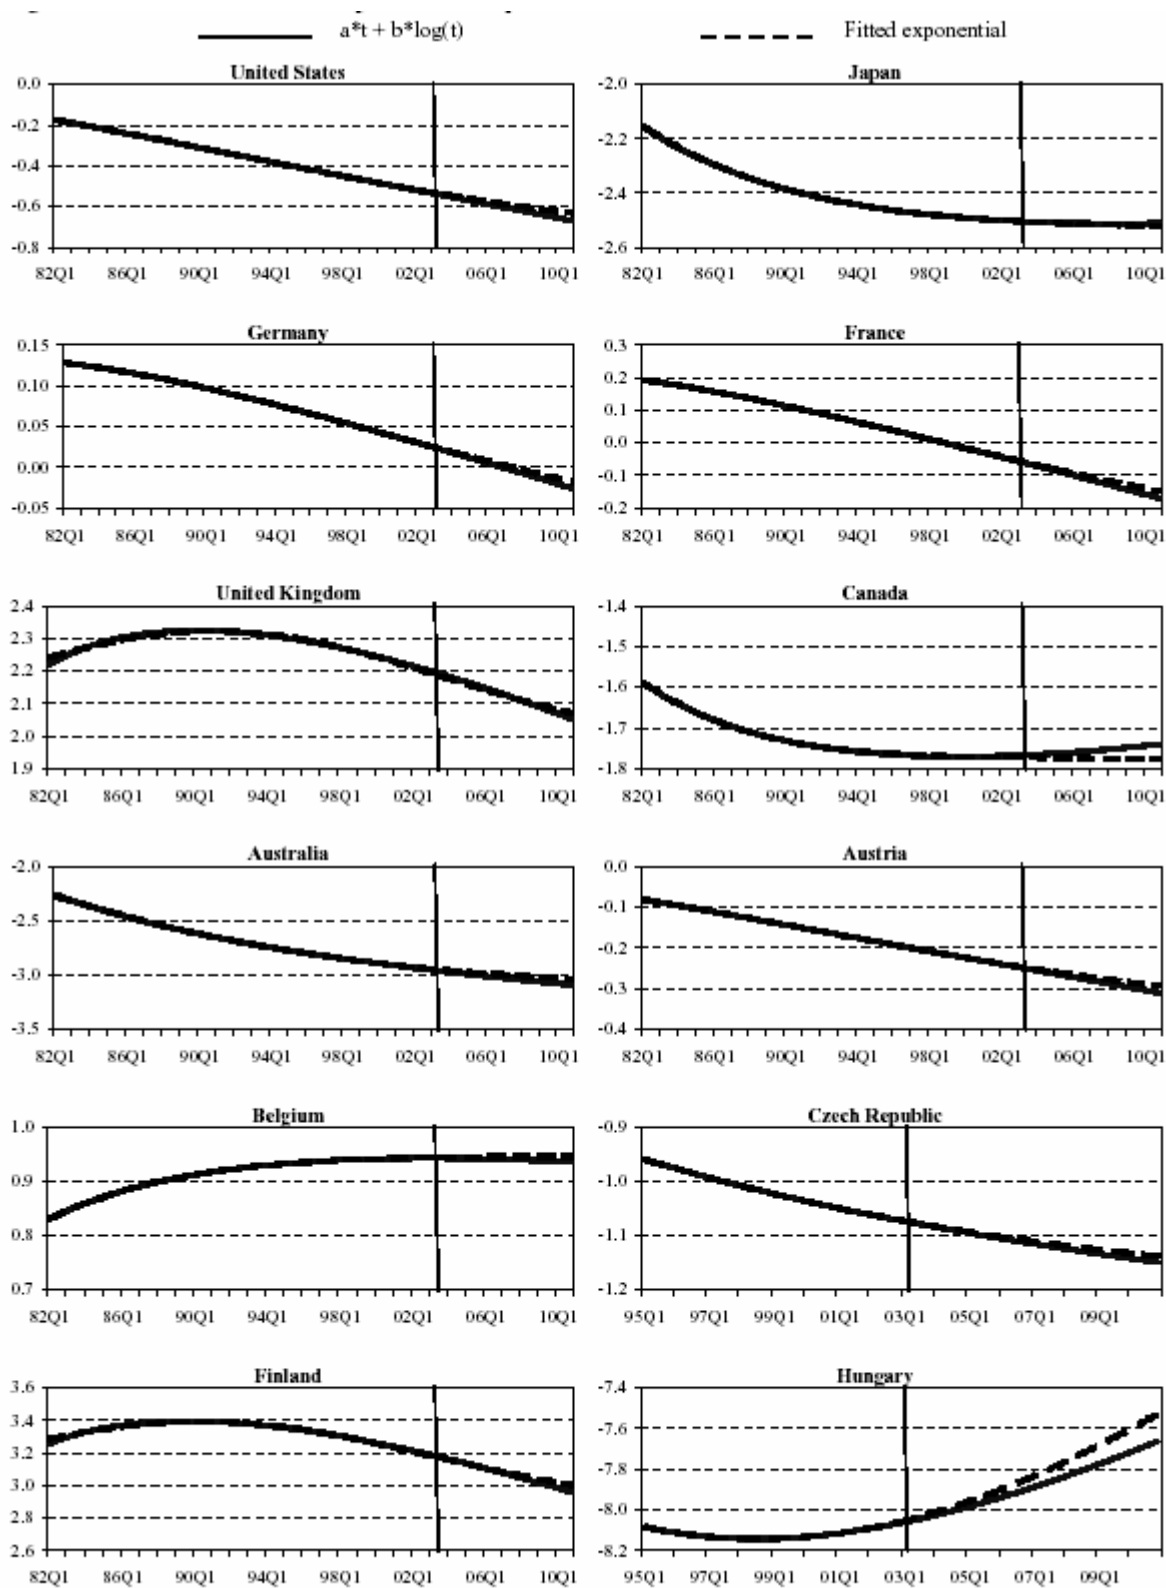 a*t + b*log(t) Fitted exponential
United States Japan
0.0 -2.0
-0.2 -2.2
-0.4
-0.6 -2.4
-0.8 -2.6
82Q1 86Q1 90Q1 94Q1 98Q1 02Q1 06Q1 10Q1 82Q1 86Q1 90Q1 94Q1 98Q1 02Q1 06Q1 10Q1
Germany France
0.15 0.3
0.10 0.2
0.05 0.1
0.00 0.0
-0.05 -0.1
-0.2
82Q1 86Q1 90Q1 94Q1 98Q1 02Q1 06Q1 10Q1 82Q1 86Q1 90Q1 94Q1 98Q1 02Q1 06Q1 10Q1
United Kingdom Canada
2.4 -1.4
2.3 -1.5
2.2 -1.6
2.1 -1.7
2.0 -1.8
1.9
82Q1 86Q1 90Q1 94Q1 98Q1 02Q1 06Q1 10Q1 82Q1 86Q1 90Q1 94Q1 98Q1 02Q1 06Q1 10Q1
Australia Austria
-2.0 0.0
-2.5 -0.1
-3.0 -0.2
-3.5 -0.3
-0.4
82Q1 86Q1 90Q1 94Q1 98Q1 02Q1 06Q1 10Q1 82Q1 86Q1 90Q1 94Q1 98Q1 02Q1 06Q1 10Q1
Belgium Czech Republic
1.0 -0.9
0.9 -1.0
0.8 -1.1
0.7 -1.2
82Q1 86Q1 90Q1 94Q1 98Q1 02Q1 06Q1 10Q1 95Q1 97Q1 99Q1 01Q1 03Q1 05Q1 07Q1 09Q1
Finland Hungary
3.6 -7.4
3.4 -7.6
3.2 -7.8
3.0 -8.0
2.8 -8.2
2.6
82Q1 86Q1 90Q1 94Q1 98Q1 02Q1 06Q1 10Q1 95Q1 97Q1 99Q1 01Q1 03Q1 05Q1 07Q1 09Q1